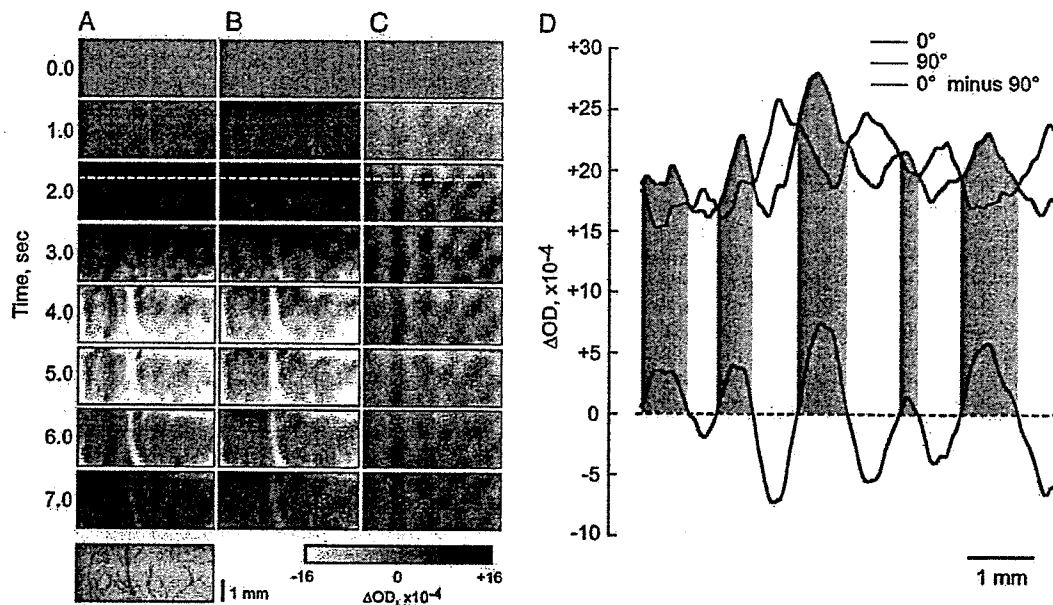 A
B
C
Time, sec
0.0
1.0
2.0
3.0
4.0
5.0
6.0
7.0
1 mm
-16 0 +16
ΔOD, x10-4
D
ΔOD, x10-4
+30
+25
+20
+15
+10
+5
0
-5
-10
0°
90°
0° minus 90°
1 mm